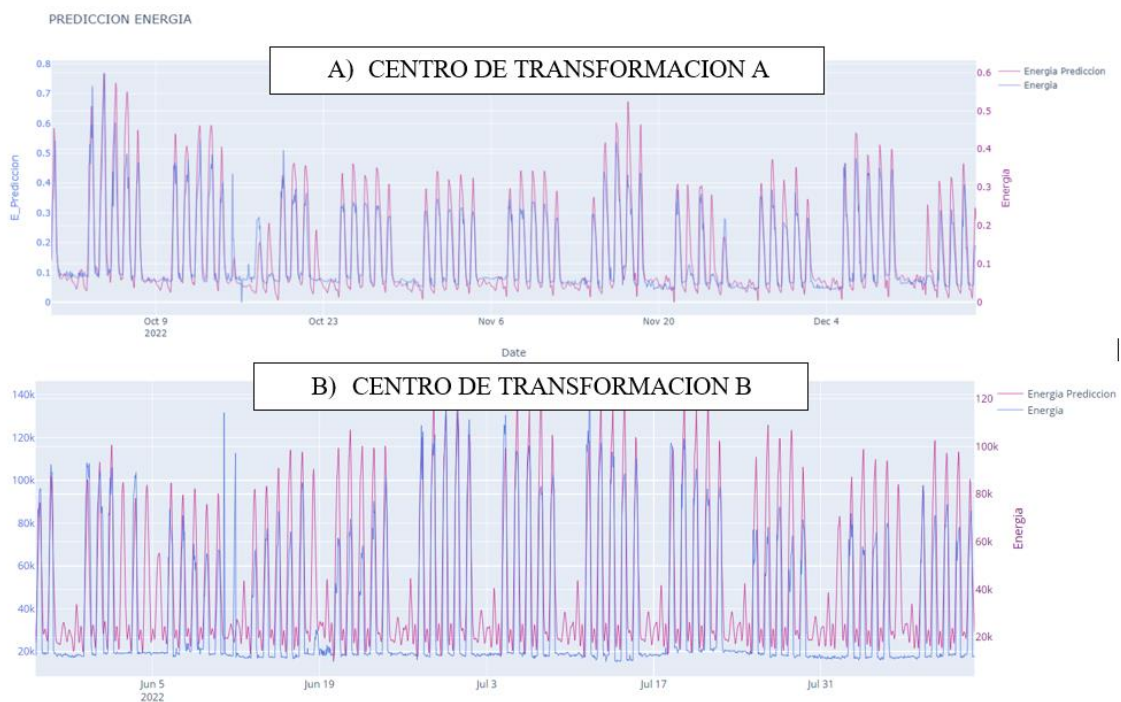 PREDICCION ENERGIA
A) CENTRO DE TRANSFORMACION A
Energia Prediccion
Energia
0.8
0.7
0.6
0.5
0.4
0.3
0.2
0.1
0
E_Prediccion
0.6
0.5
0.4
0.3
0.2
0.1
0
Energia
Oct 9
2022
Oct 23
Nov 6
Nov 20
Dec 4
Date
B) CENTRO DE TRANSFORMACION B
Energia Prediccion
Energia
140k
120k
100k
80k
60k
40k
20k
120
100k
80k
60k
40k
20k
Energia
Jun 5
2022
Jun 19
Jul 3
Jul 17
Jul 31